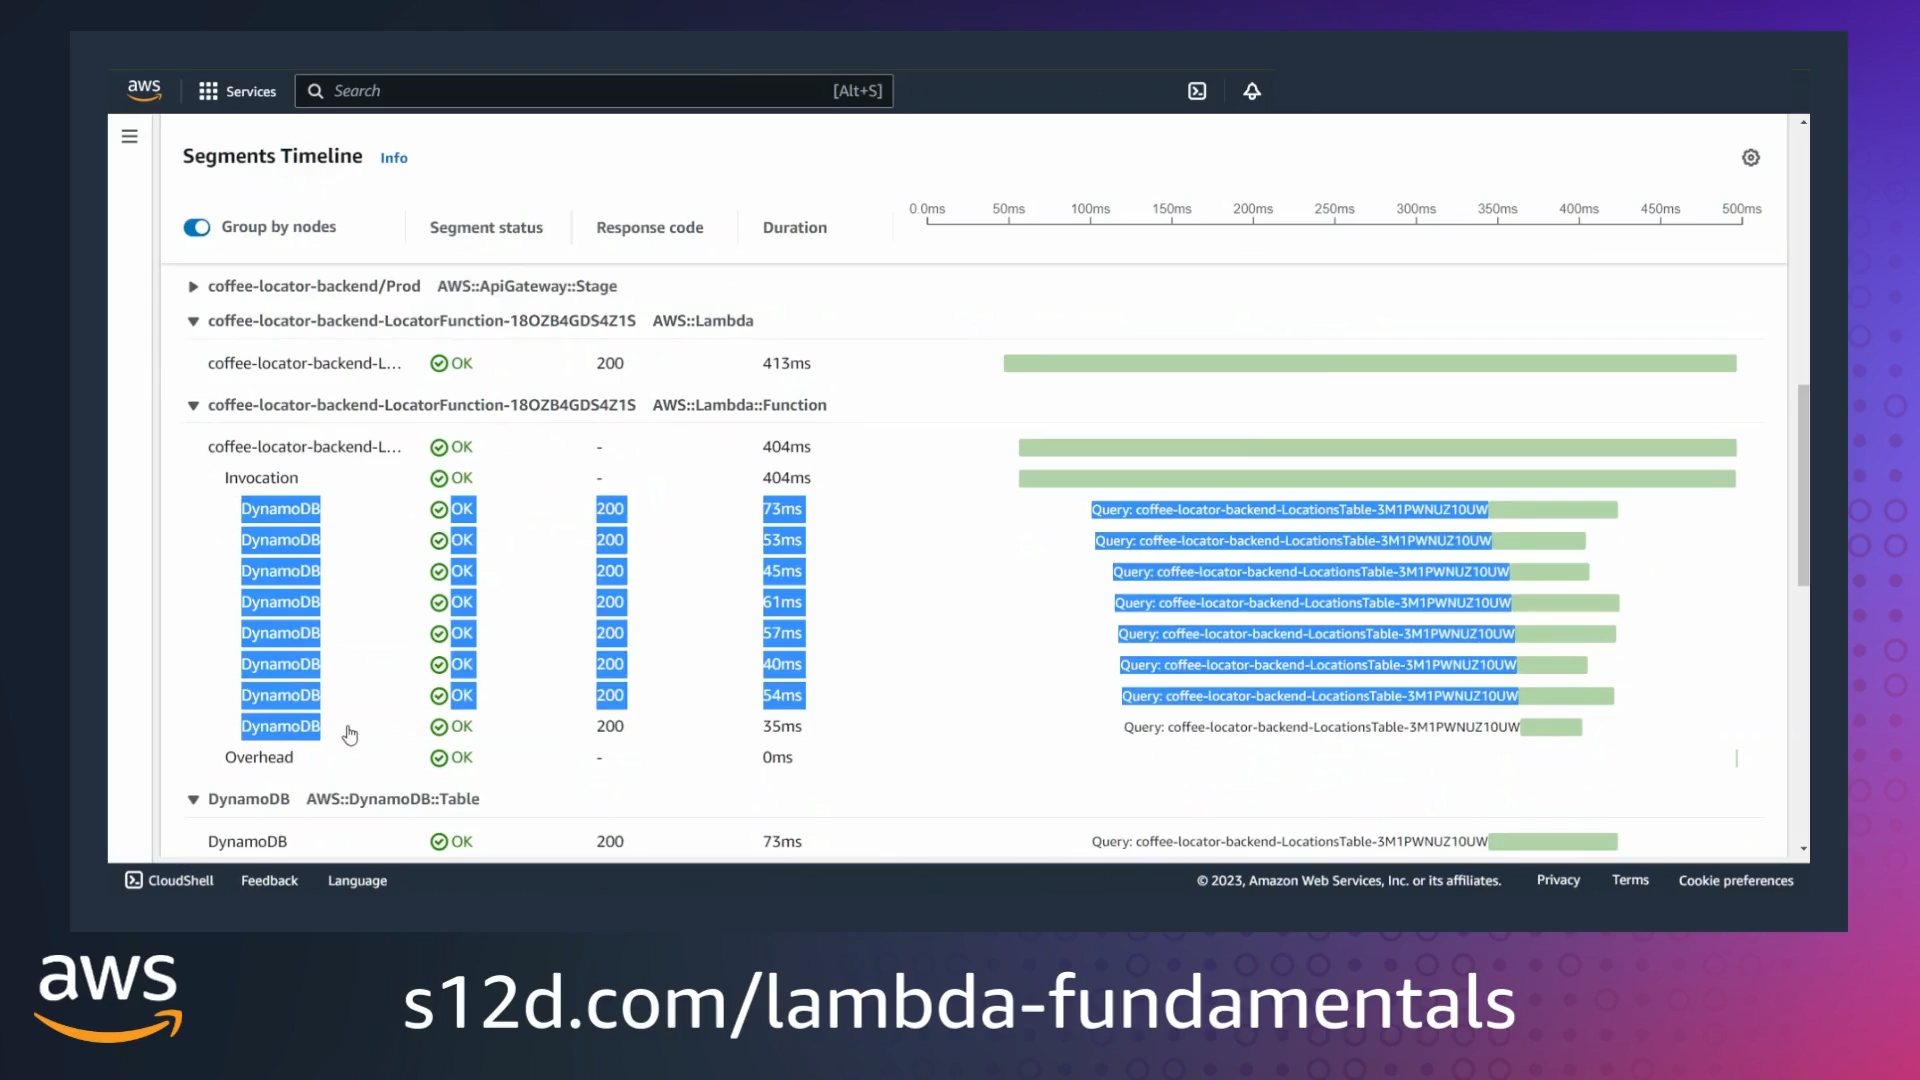 aws
Services
Search
[Alt+S]
Segments Timeline Info
Group by nodes
Segment status
Response code
Duration
0.0ms 50ms 100ms 150ms 200ms 250ms 300ms 350ms 400ms 450ms 500ms
coffee-locator-backend/Prod AWS::ApiGateway::Stage
coffee-locator-backend-LocatorFunction-18OZB4GDS4Z1S AWS::Lambda
coffee-locator-backend-L... OK 200 413ms
coffee-locator-backend-LocatorFunction-18OZB4GDS4Z1S AWS::Lambda::Function
coffee-locator-backend-L... OK - 404ms
Invocation OK - 404ms
DynamoDB OK 200 73ms Query: coffee-locator-backend-LocationsTable-3M1PWNUZ10UW
DynamoDB OK 200 53ms Query: coffee-locator-backend-LocationsTable-3M1PWNUZ10UW
DynamoDB OK 200 45ms Query: coffee-locator-backend-LocationsTable-3M1PWNUZ10UW
DynamoDB OK 200 61ms Query: coffee-locator-backend-LocationsTable-3M1PWNUZ10UW
DynamoDB OK 200 57ms Query: coffee-locator-backend-LocationsTable-3M1PWNUZ10UW
DynamoDB OK 200 40ms Query: coffee-locator-backend-LocationsTable-3M1PWNUZ10UW
DynamoDB OK 200 54ms Query: coffee-locator-backend-LocationsTable-3M1PWNUZ10UW
DynamoDB OK 200 35ms Query: coffee-locator-backend-LocationsTable-3M1PWNUZ10UW
Overhead OK - 0ms
DynamoDB AWS::DynamoDB::Table
DynamoDB OK 200 73ms Query: coffee-locator-backend-LocationsTable-3M1PWNUZ10UW
CloudShell Feedback Language © 2023, Amazon Web Services, Inc. or its affiliates. Privacy Terms Cookie preferences
aws
s12d.com/lambda-fundamentals